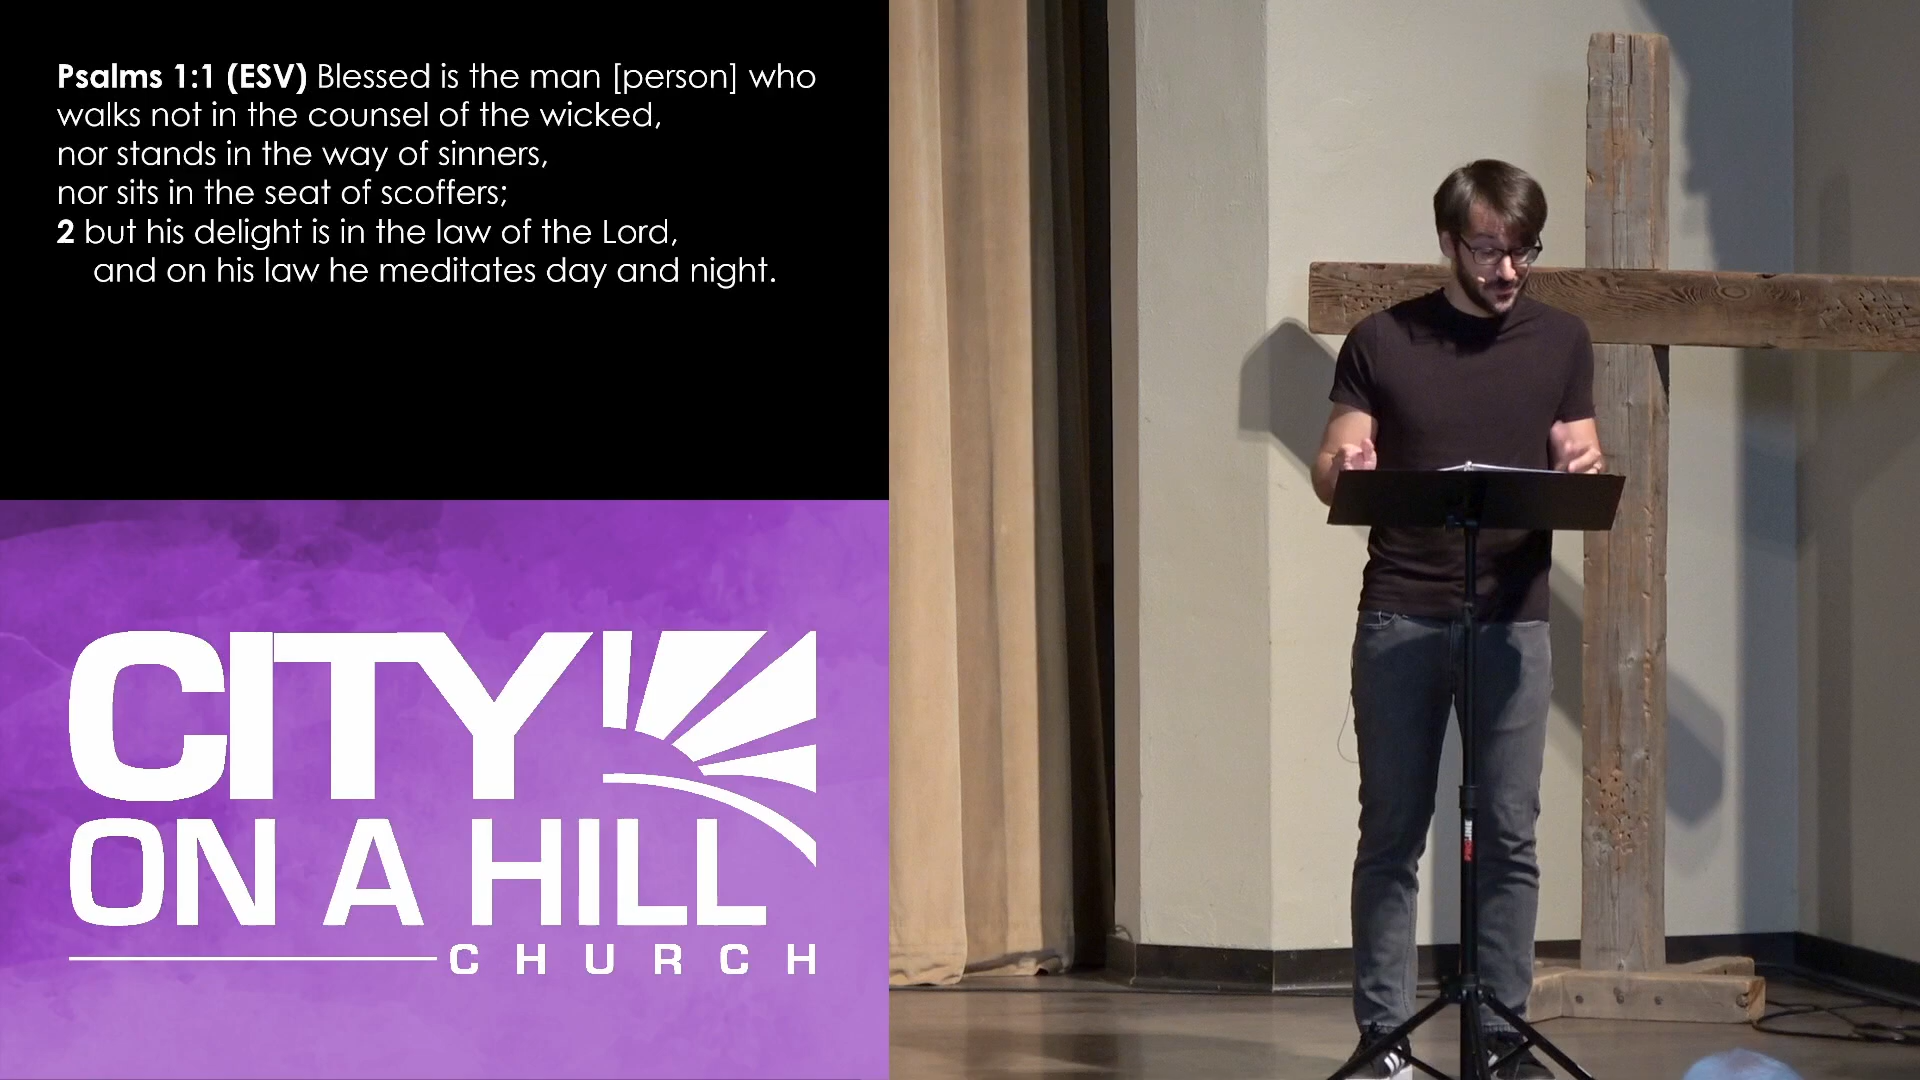 Psalms 1:1 (ESV) Blessed is the man [person] who
walks not in the counsel of the wicked,
nor stands in the way of sinners,
nor sits in the seat of scoffers;
2 but his delight is in the law of the Lord,
and on his law he meditates day and night.
CITY
ON A HILL
CHURCH
PROLINE